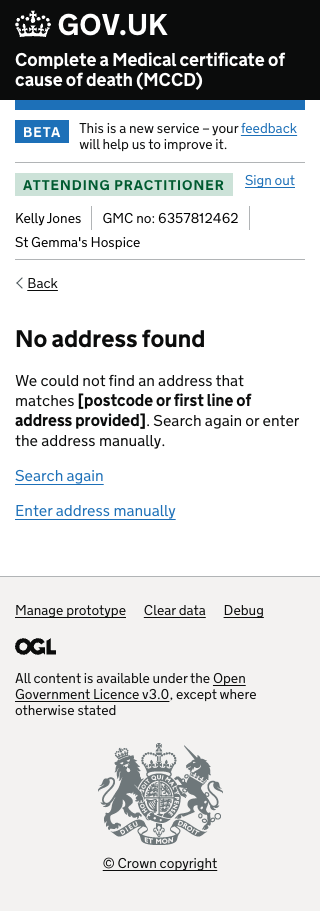 GOV.UK
Complete a Medical certificate of
cause of death (MCCD)
BETA
This is a new service – your feedback
will help us to improve it.
ATTENDING PRACTITIONER
Sign out
Kelly Jones
GMC no: 6357812462
St Gemma's Hospice
Back
No address found
We could not find an address that
matches [postcode or first line of
address provided]. Search again or enter
the address manually.
Search again
Enter address manually
Manage prototype
Clear data
Debug
OGL
All content is available under the Open
Government Licence v3.0, except where
otherwise stated
DIEU ET MON
© Crown copyright